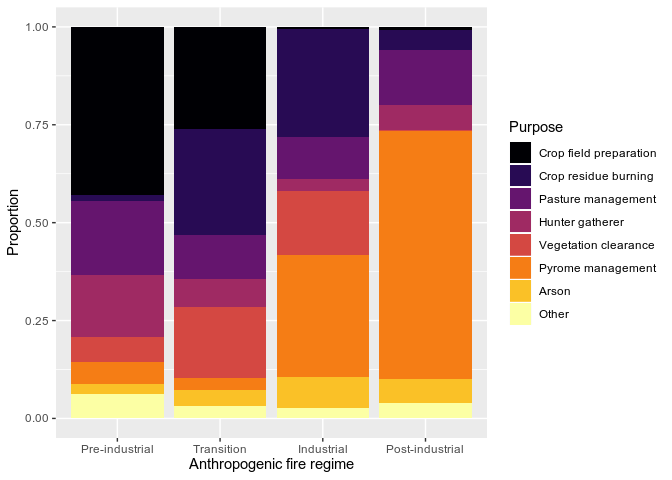 1.00
0.75
0.50
0.25
0.00
Proportion
Pre-industrial
Transition
Industrial
Post-industrial
Anthropogenic fire regime
Purpose
Crop field preparation
Crop residue burning
Pasture management
Hunter gatherer
Vegetation clearance
Pyrome management
Arson
Other